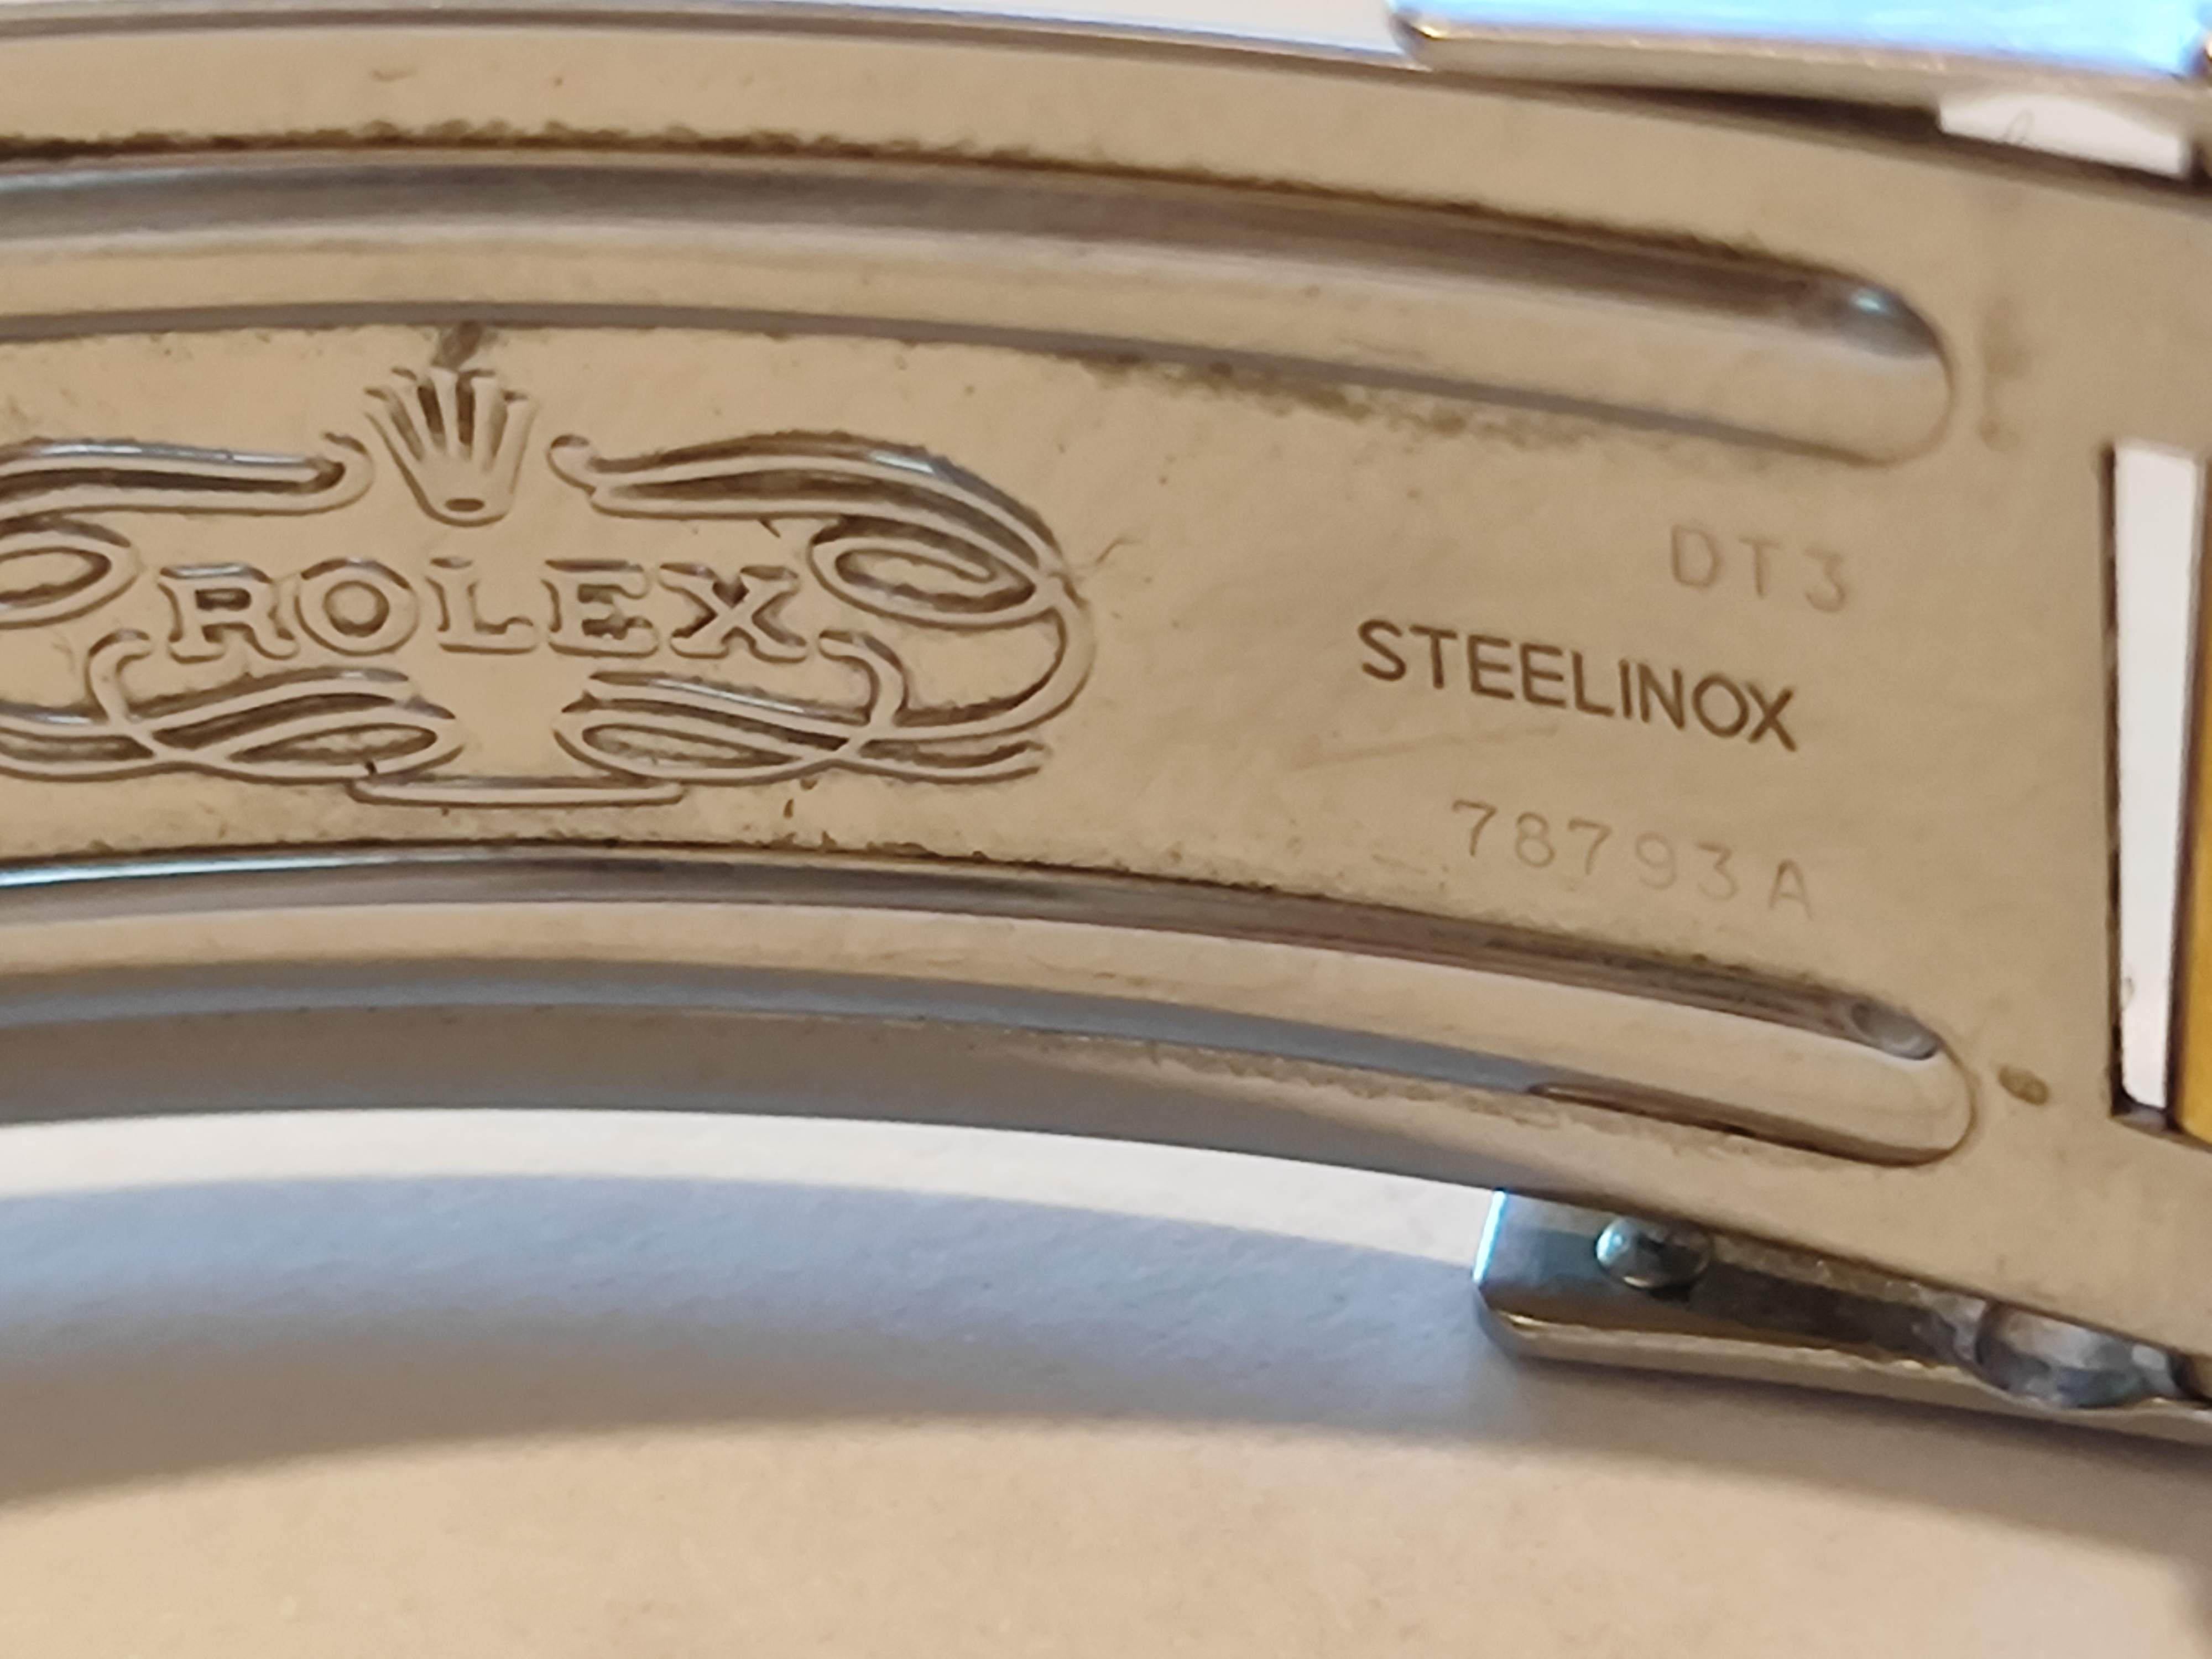 ROLEX
DT3
STEELINOX
78793A